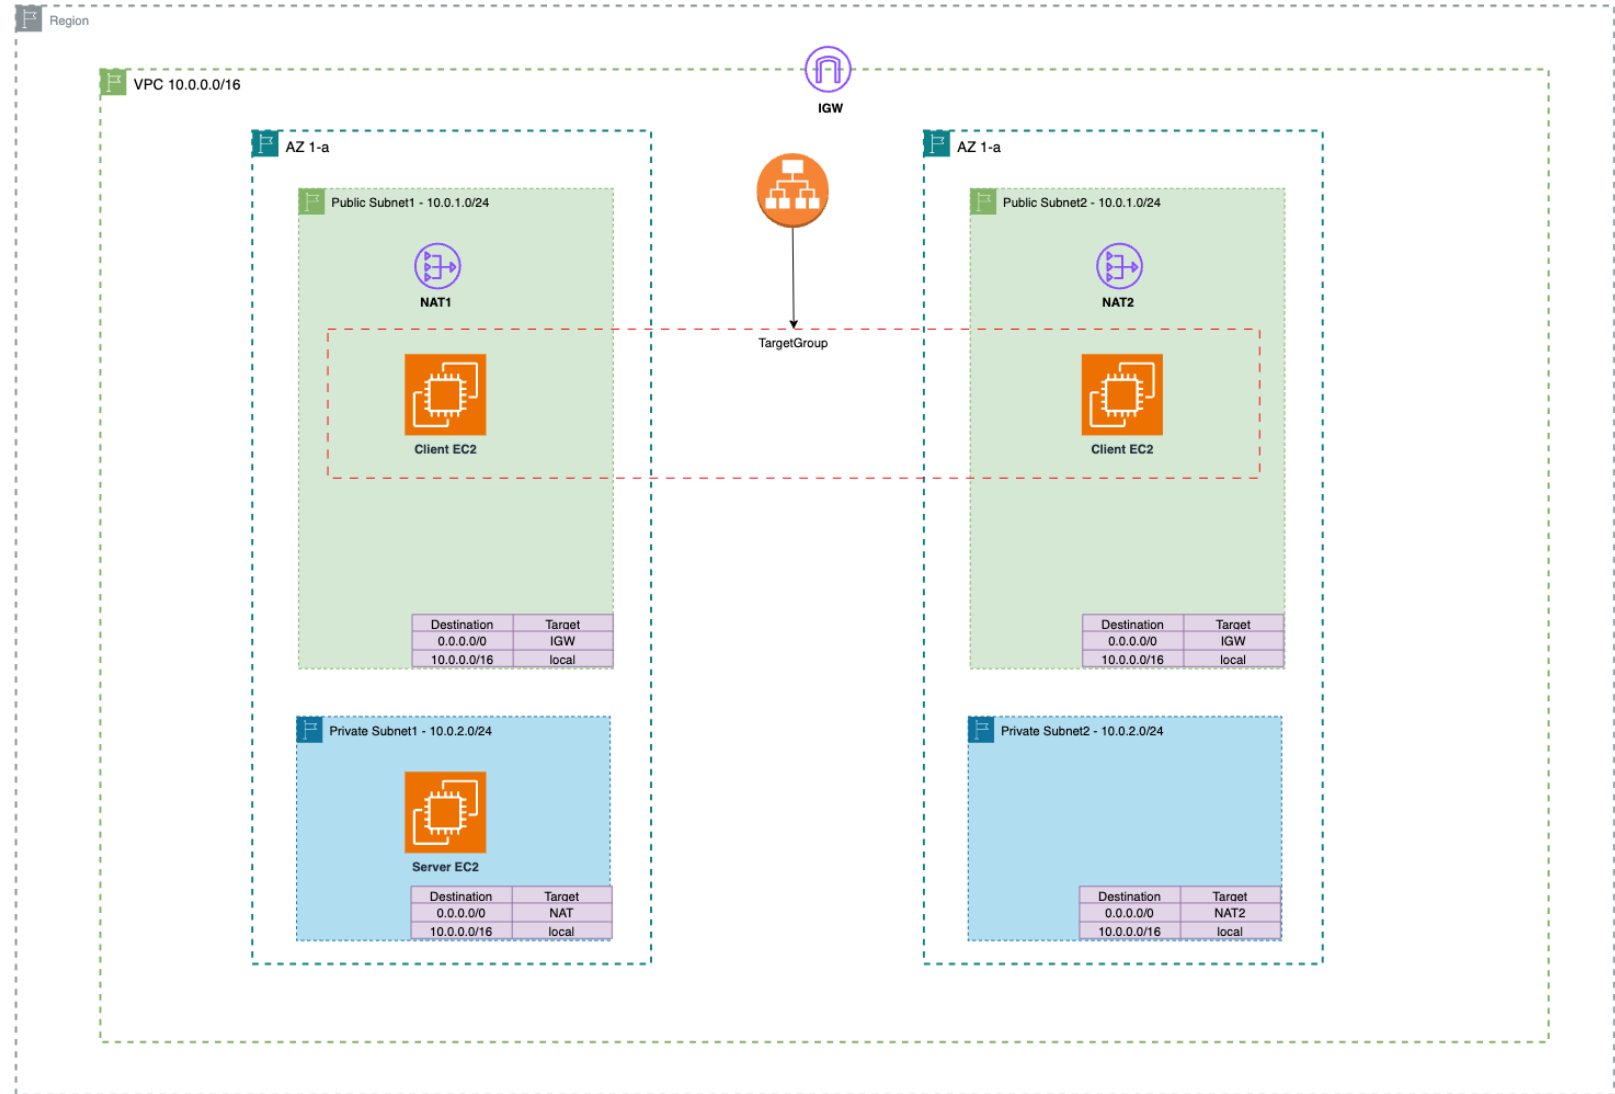 Region
VPC 10.0.0.0/16
IGW
AZ 1-a
AZ 1-a
Public Subnet1 - 10.0.1.0/24
Public Subnet2 - 10.0.1.0/24
NAT1
NAT2
TargetGroup
Client EC2
Client EC2
Destination Target
0.0.0.0/0 IGW
10.0.0.0/16 local
Destination Target
0.0.0.0/0 IGW
10.0.0.0/16 local
Private Subnet1 - 10.0.2.0/24
Private Subnet2 - 10.0.2.0/24
Server EC2
Destination Target
0.0.0.0/0 NAT
10.0.0.0/16 local
Destination Target
0.0.0.0/0 NAT2
10.0.0.0/16 local